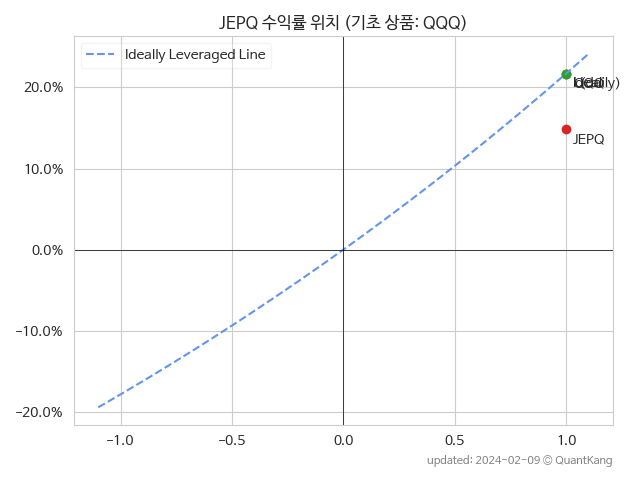 JEPQ 수익률 위치 (기초 상품: QQQ)
Ideally Leveraged Line
20.0%
10.0%
0.0%
−10.0%
−20.0%
JEPQ
−1.0
−0.5
0.0
0.5
1.0
updated: 2024-02-09 © QuantKang